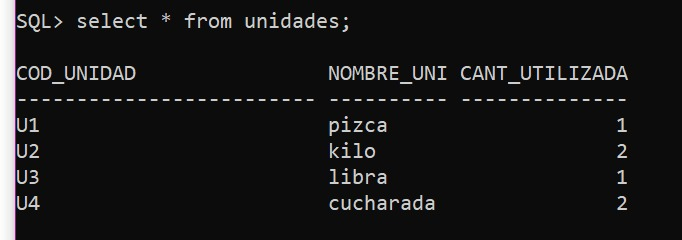 SQL> select * from unidades;
COD_UNIDAD NOMBRE_UNI CANT_UTILIZADA
------------------------- ---------- --------------
U1 pizca 1
U2 kilo 2
U3 libra 1
U4 cucharada 2